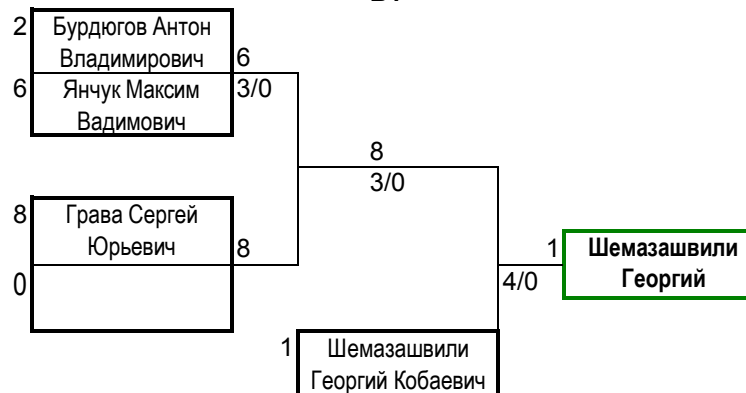 2
Бурдюгов Антон
Владимирович
6
6
Янчук Максим
Вадимович
3/0
8
3/0
8
Грава Сергей
Юрьевич
8
0
1
Шемазашвили
Георгий
4/0
1
Шемазашвили
Георгий Кобаевич